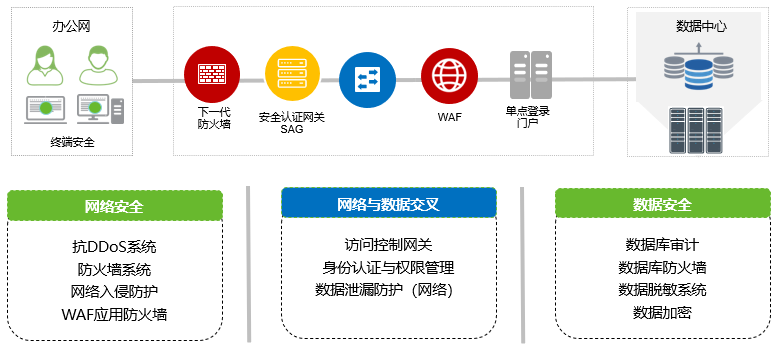 办公网
数据中心
下一代
防火墙
安全认证网关
SAG
WAF
单点登录
门户
终端安全
网络安全
抗DDoS系统
防火墙系统
网络入侵防护
WAF应用防火墙
网络与数据交叉
访问控制网关
身份认证与权限管理
数据泄漏防护（网络）
数据安全
数据库审计
数据库防火墙
数据脱敏系统
数据加密